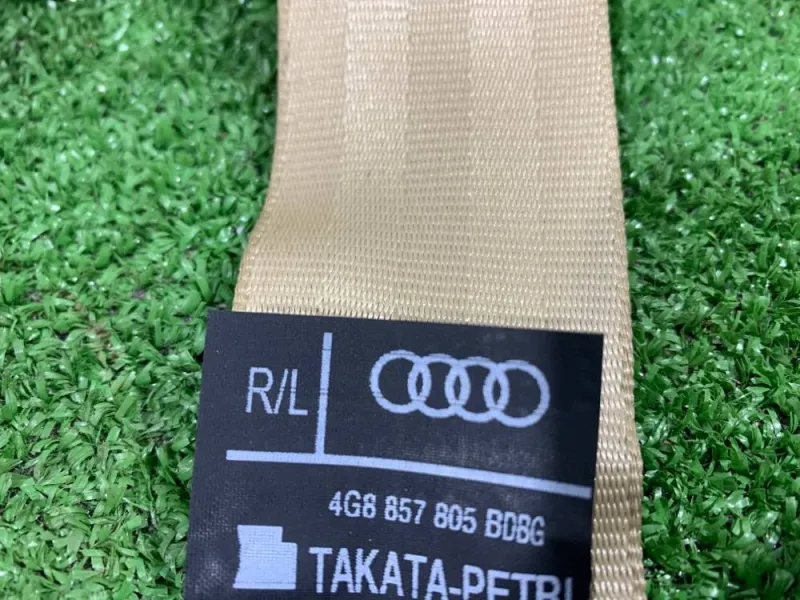 R/L
4G8 857 805 BDBG
TAKATA-PETRI